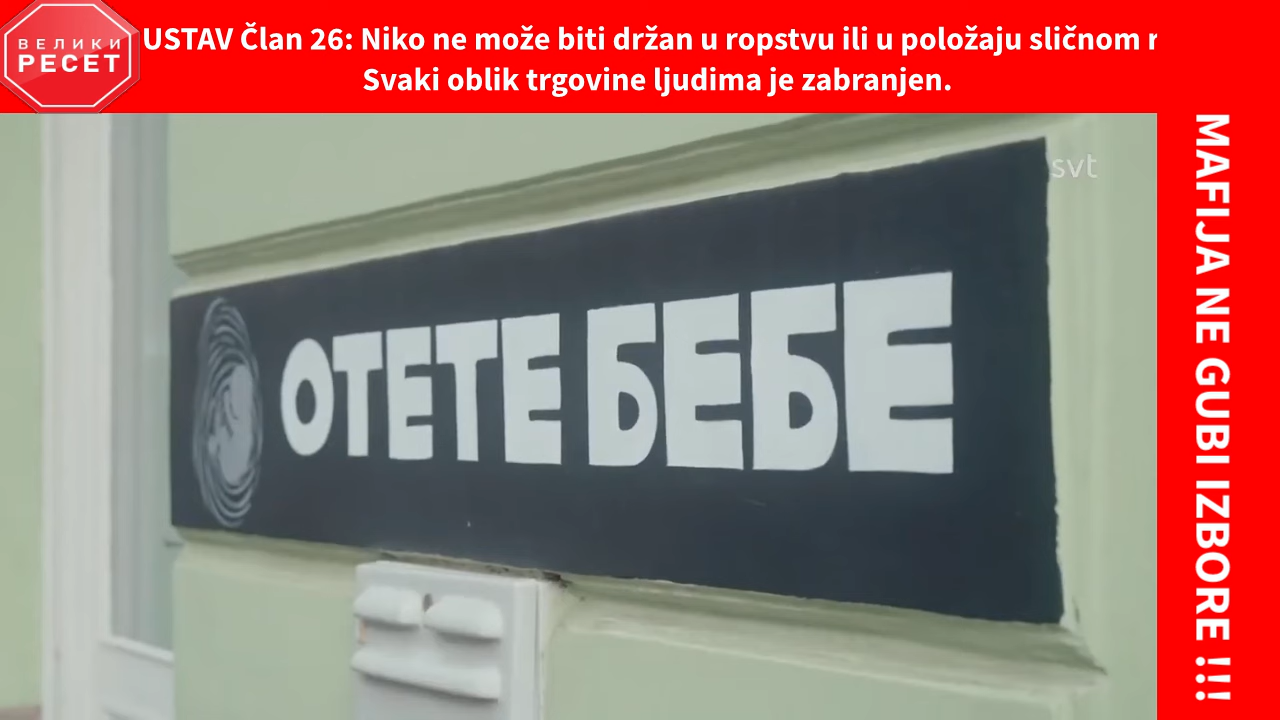 ВЕЛИКИ
РЕСЕТ
USTAV Član 26: Niko ne može biti držan u ropstvu ili u položaju sličnom
Svaki oblik trgovine ljudima je zabranjen.
svt
ОТЕТЕ БЕБЕ
MAFIJA NE GUBI IZBORE !!!